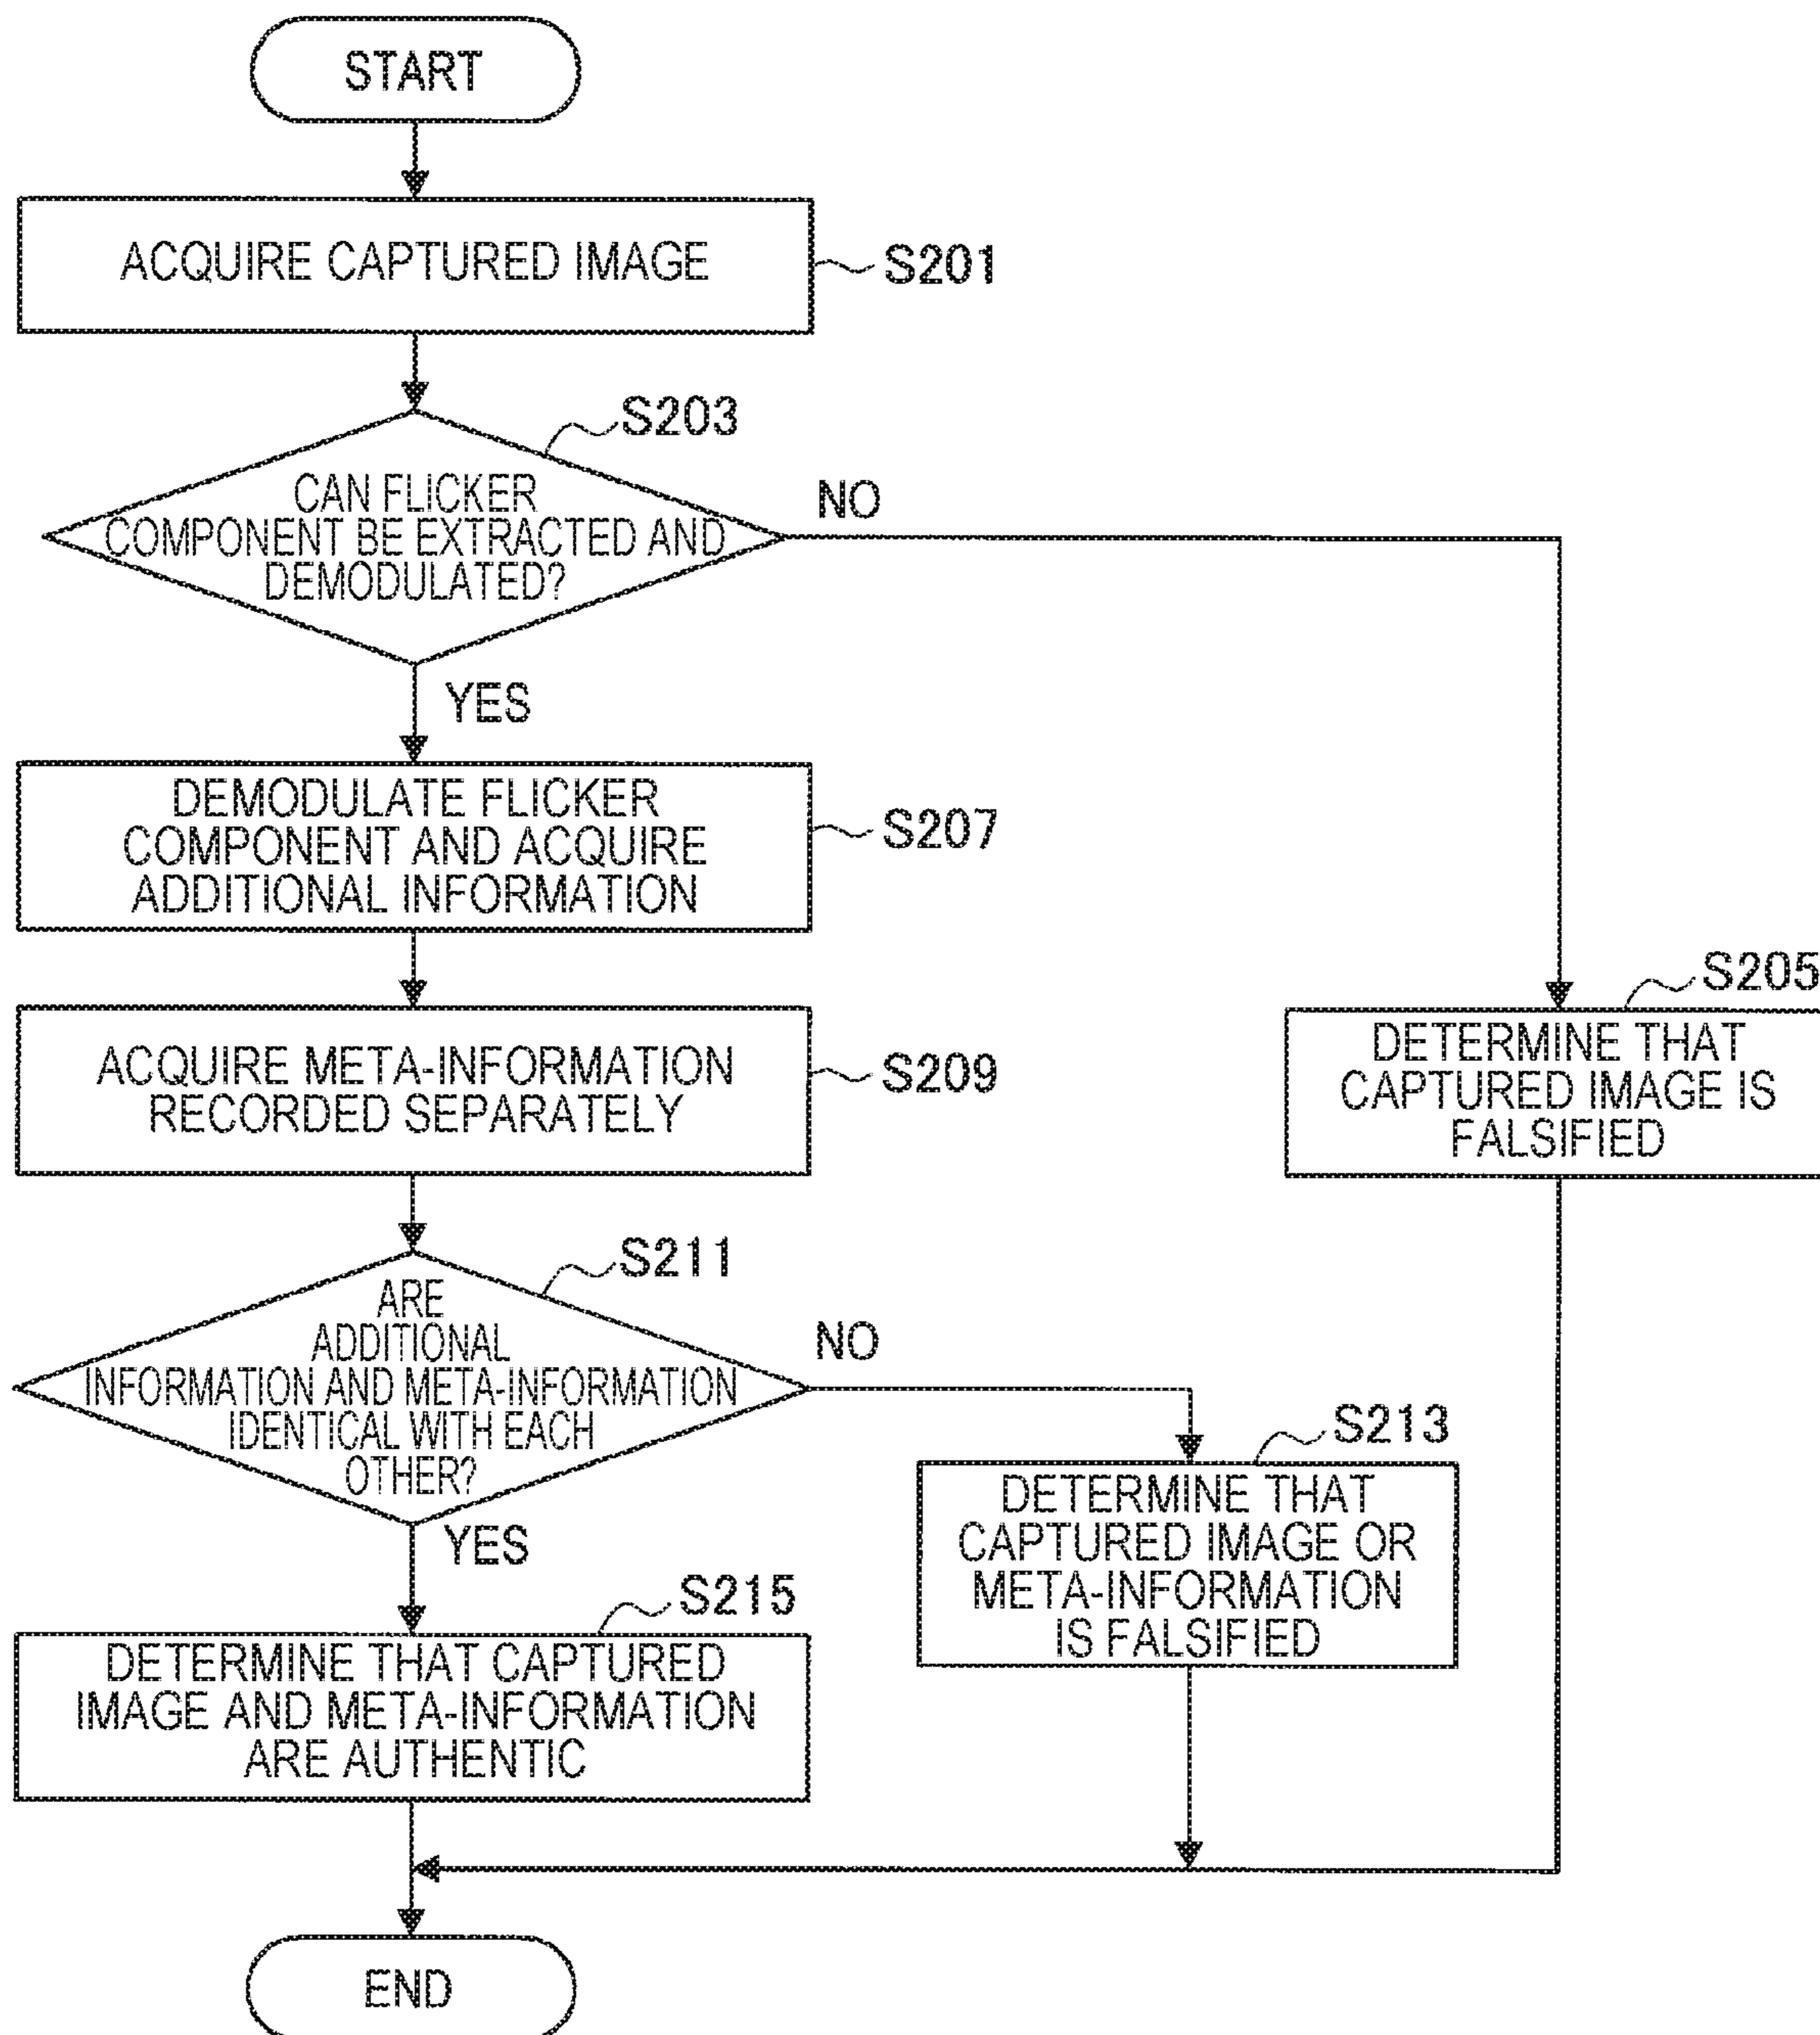 START
ACQUIRE CAPTURED IMAGE
S201
S203
CAN FLICKER
COMPONENT BE EXTRACTED AND
DEMODULATED?
NO
YES
DEMODULATE FLICKER
COMPONENT AND ACQUIRE
ADDITIONAL INFORMATION
S207
S205
DETERMINE THAT
CAPTURED IMAGE IS
FALSIFIED
ACQUIRE META-INFORMATION
RECORDED SEPARATELY
S209
S211
ARE
ADDITIONAL
INFORMATION AND META-INFORMATION
IDENTICAL WITH EACH
OTHER?
NO
YES
S213
DETERMINE THAT
CAPTURED IMAGE OR
META-INFORMATION
IS FALSIFIED
S215
DETERMINE THAT CAPTURED
IMAGE AND META-INFORMATION
ARE AUTHENTIC
END